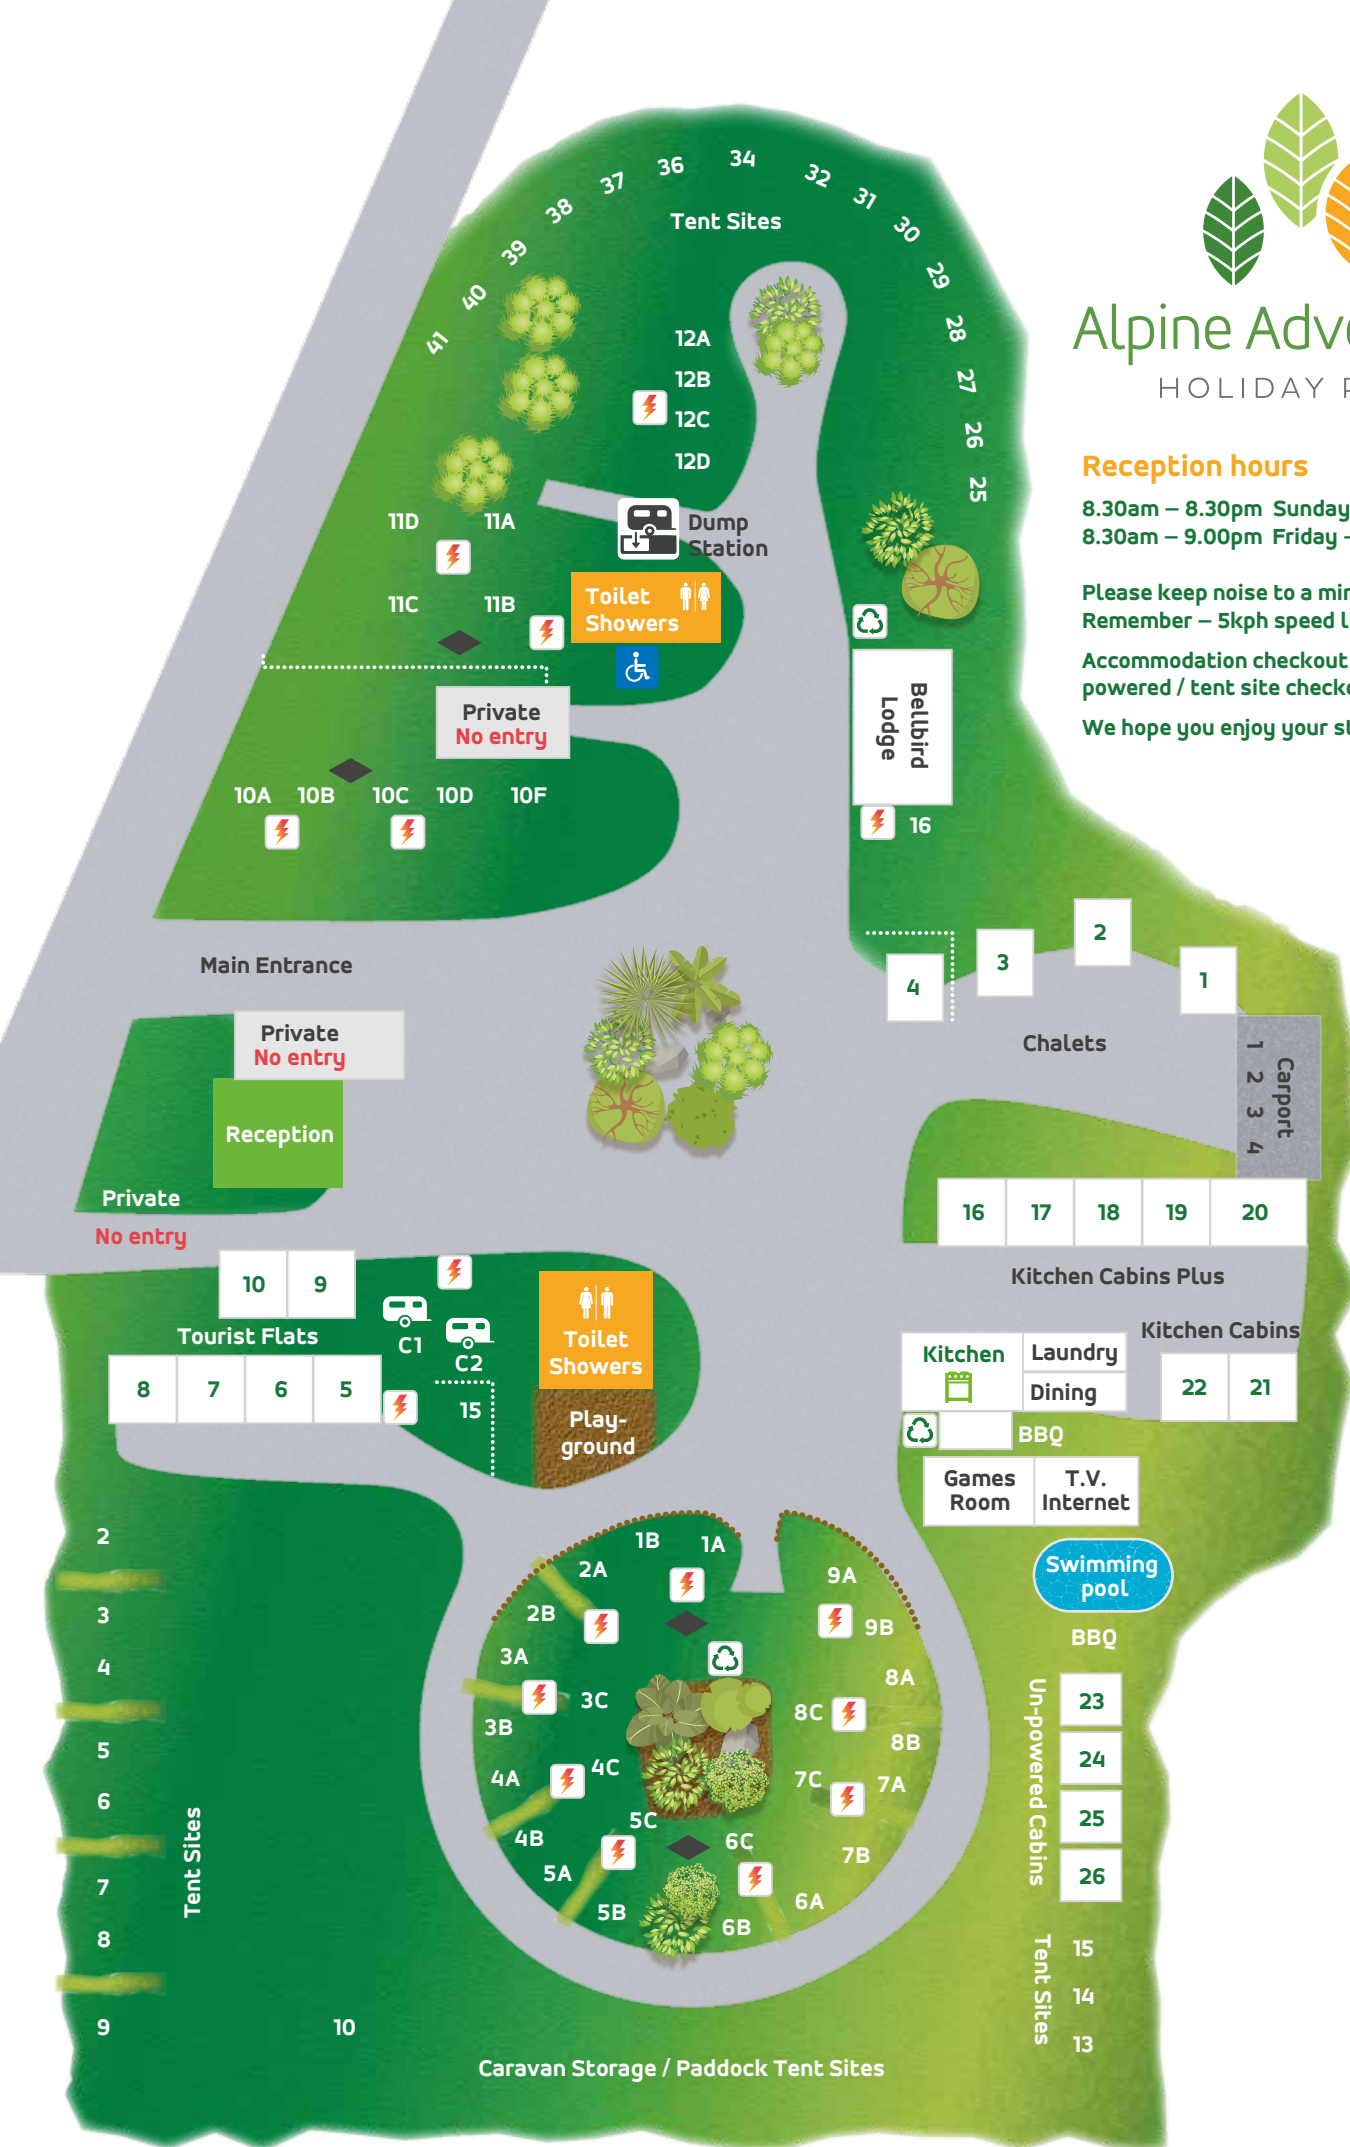 36
34
37
32
38
31
Tent Sites
30
39
29
40
28
41
12A
12B
27
12C
26
12D
25
11D
11A
Dump
Station
11C
11B
Toilet
Showers
Private
No entry
Bellbird
Lodge
10A
10B
10C
10D
10F
16
Alpine Adv
HOLIDAY
Reception hours
8.30am – 8.30pm Sunday
8.30am – 9.00pm Friday –
Please keep noise to a
Remember – 5kph speed
Accommodation checkout
powered / tent site
We hope you enjoy your
Main Entrance
4
3
2
1
Chalets
Carport
1
2
3
4
Private
No entry
Reception
Private
No entry
16
17
18
19
20
Kitchen Cabins Plus
Kitchen Cabins
22
21
10
9
Tourist Flats
8
7
6
5
C1
C2
15
Toilet
Showers
Play-
ground
Kitchen
Laundry
Dining
BBQ
Games
Room
T.V.
Internet
Swimming
pool
BBQ
Un-powered Cabins
23
24
25
26
Tent Sites
15
14
13
2
3
4
5
6
7
8
9
10
Tent Sites
1B
1A
2A
2B
3A
3C
3B
4A
4C
4B
5C
5A
5B
6C
6A
6B
7C
7A
7B
8A
8C
8B
9A
9B
Caravan Storage / Paddock Tent Sites